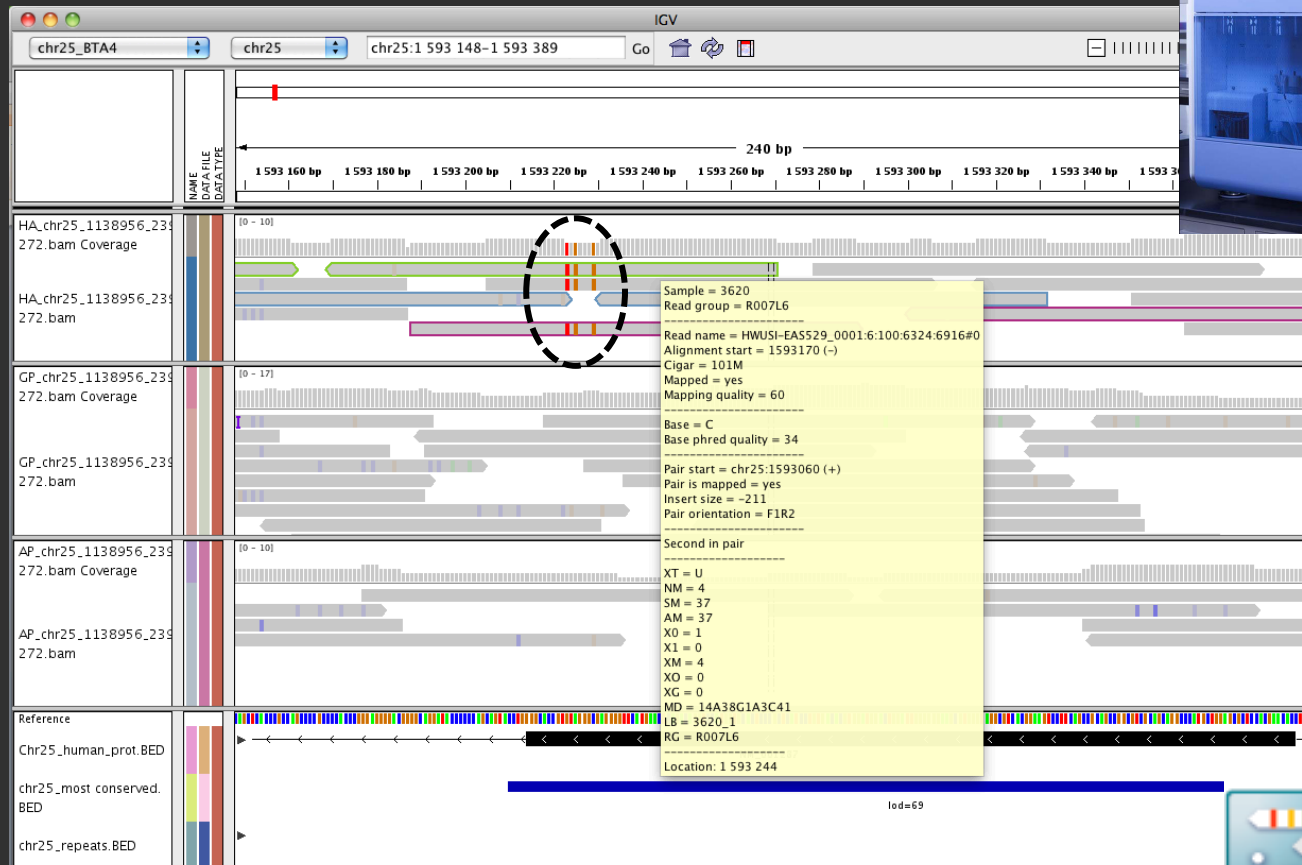 IGV
chr25_BTA4
chr25
chr25:1 593 148-1 593 389
Go
NAME
DATA FILE
DATA TYPE
240 bp
1 593 160 bp
1 593 180 bp
1 593 200 bp
1 593 220 bp
1 593 240 bp
1 593 260 bp
1 593 280 bp
1 593 300 bp
1 593 320 bp
1 593 340 bp
HA_chr25_1138956_239
272.bam Coverage
[0 - 10]
HA_chr25_1138956_239
272.bam
GP_chr25_1138956_239
272.bam Coverage
[0 - 17]
GP_chr25_1138956_239
272.bam
AP_chr25_1138956_239
272.bam Coverage
[0 - 10]
AP_chr25_1138956_239
272.bam
Sample = 3620
Read group = R007L6
----------------------
Read name = HWUSI-EAS529_0001:6:100:6324:6916#0
Alignment start = 1593170 (-)
Cigar = 101M
Mapped = yes
Mapping quality = 60
----------------------
Base = C
Base phred quality = 34
----------------------
Pair start = chr25:1593060 (+)
Pair is mapped = yes
Insert size = -211
Pair orientation = F1R2
----------------------
Second in pair
-------------------
XT = U
NM = 4
SM = 37
AM = 37
X0 = 1
X1 = 0
XM = 4
XO = 0
XG = 0
MD = 14A38G1A3C41
LB = 3620_1
RG = R007L6
-------------------
Location: 1 593 244
Reference
Chr25_human_prot.BED
chr25_most conserved.
BED
lod=69
chr25_repeats.BED